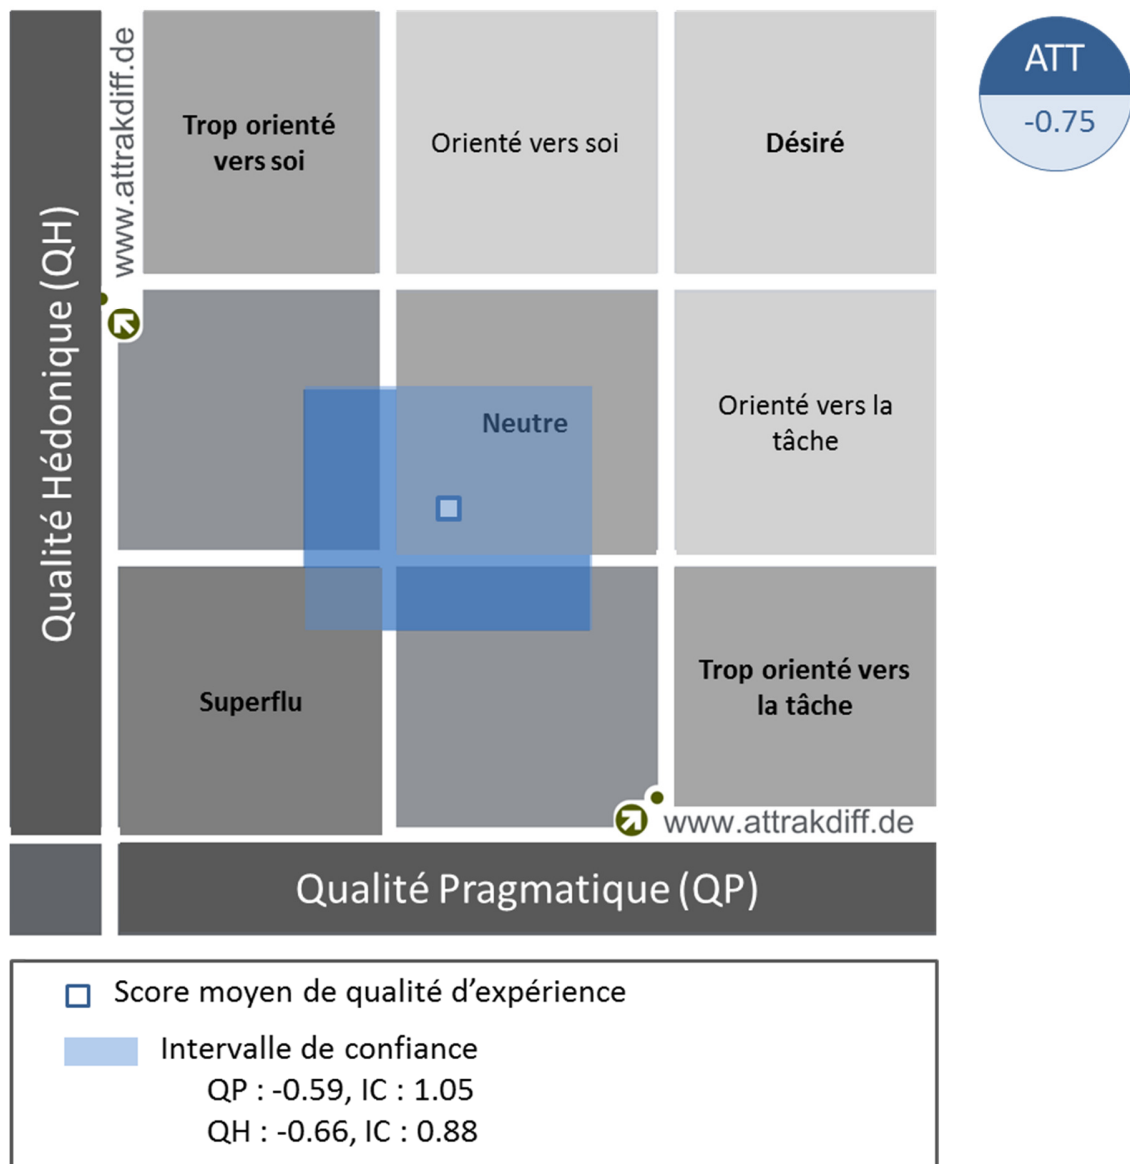 Trop orienté
vers soi
Orienté vers soi
Désiré
ATT
-0.75
www.attrakdiff.de
Qualité Hédonique (QH)
Neutre
Orienté vers la
tâche
Superflu
Trop orienté vers
la tâche
www.attrakdiff.de
Qualité Pragmatique (QP)
Score moyen de qualité d’expérience
Intervalle de confiance
QP : -0.59, IC : 1.05
QH : -0.66, IC : 0.88